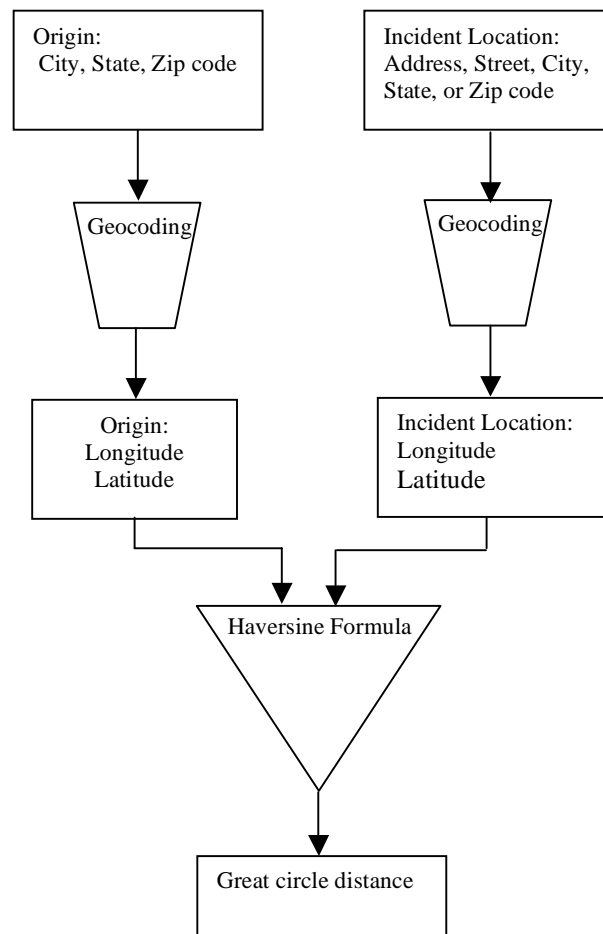 Origin:
City, State, Zip code
Incident Location:
Address, Street, City,
State, or Zip code
Geocoding
Geocoding
Origin:
Longitude
Latitude
Incident Location:
Longitude
Latitude
Haversine Formula
Great circle distance